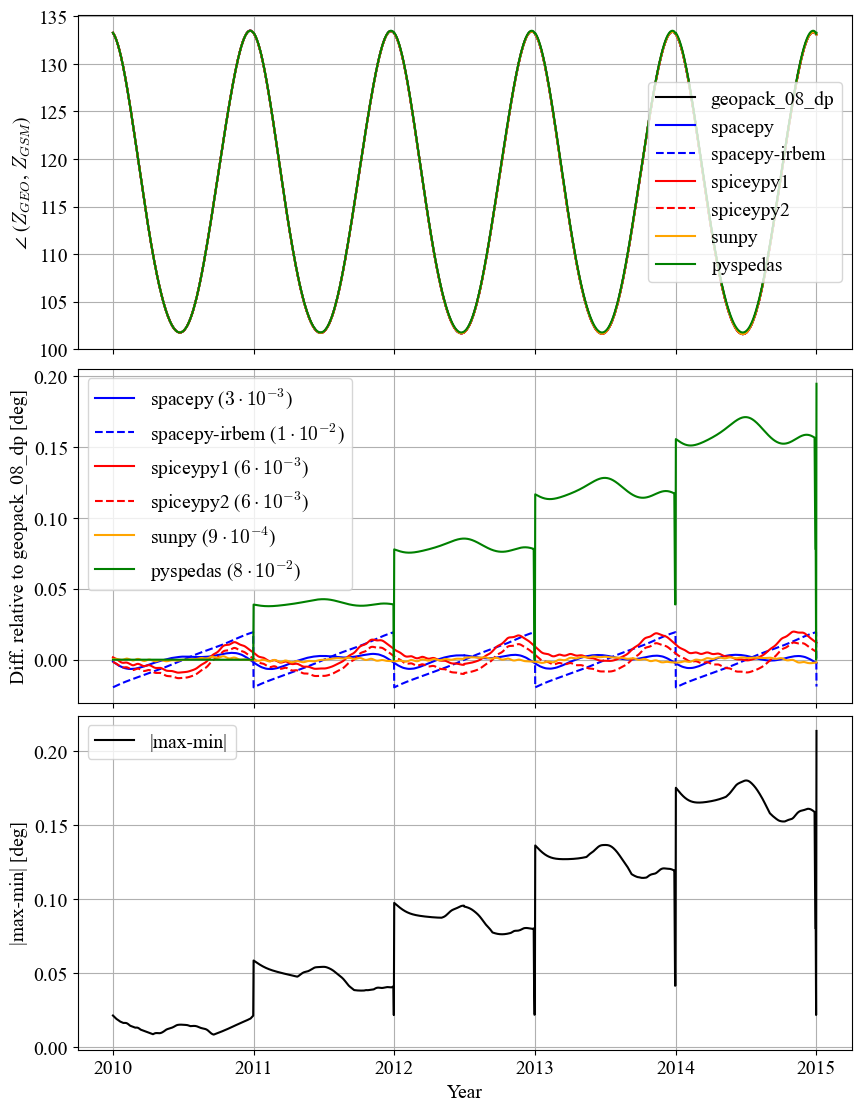 135
130
125
120
115
110
105
100
∠ (Z_{GEO}, Z_{GSM})
geopack_08_dp
spacepy
spacepy-irbem
spiceypy1
spiceypy2
sunpy
pyspedas
0.20
0.15
0.10
0.05
0.00
Diff. relative to geopack_08_dp [deg]
spacepy (3 · 10⁻³)
spacepy-irbem (1 · 10⁻²)
spiceypy1 (6 · 10⁻³)
spiceypy2 (6 · 10⁻³)
sunpy (9 · 10⁻⁴)
pyspedas (8 · 10⁻²)
0.20
0.15
0.10
0.05
0.00
|max-min| [deg]
|max-min|
2010 2011 2012 2013 2014 2015
Year